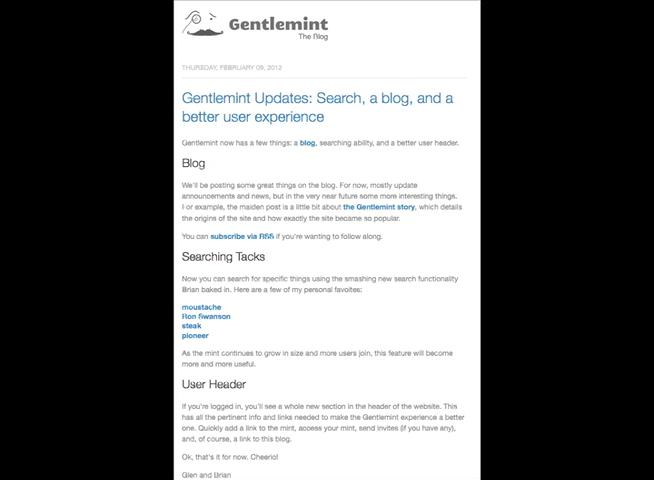 Gentlemint
The Blog
THURSDAY, FEBRUARY 09, 2012
Gentlemint Updates: Search, a blog, and a
better user experience
Gentlemint now has a few things: a blog, searching ability, and a better user header.
Blog
We'll be posting some great things on the blog. For now, mostly update
announcements and news, but in the very near future some more interesting things.
For example, the maiden post is a little bit about the Gentlemint story, which details
the origins of the site and how exactly the site became so popular.
You can subscribe via RSS if you're wanting to follow along.
Searching Tacks
Now you can search for specific things using the smashing new search functionality
Brian baked in. Here are a few of my personal favoites:
moustache
Ron Swanson
steak
pioneer
As the mint continues to grow in size and more users join, this feature will become
more and more useful.
User Header
If you're logged in, you'll see a whole new section in the header of the website. This
has all the pertinent info and links needed to make the Gentlemint experience a better
one. Quickly add a link to the mint, access your mint, send invites (if you have any),
and, of course, a link to this blog.
Ok, that's it for now. Cheerio!
Glen and Brian